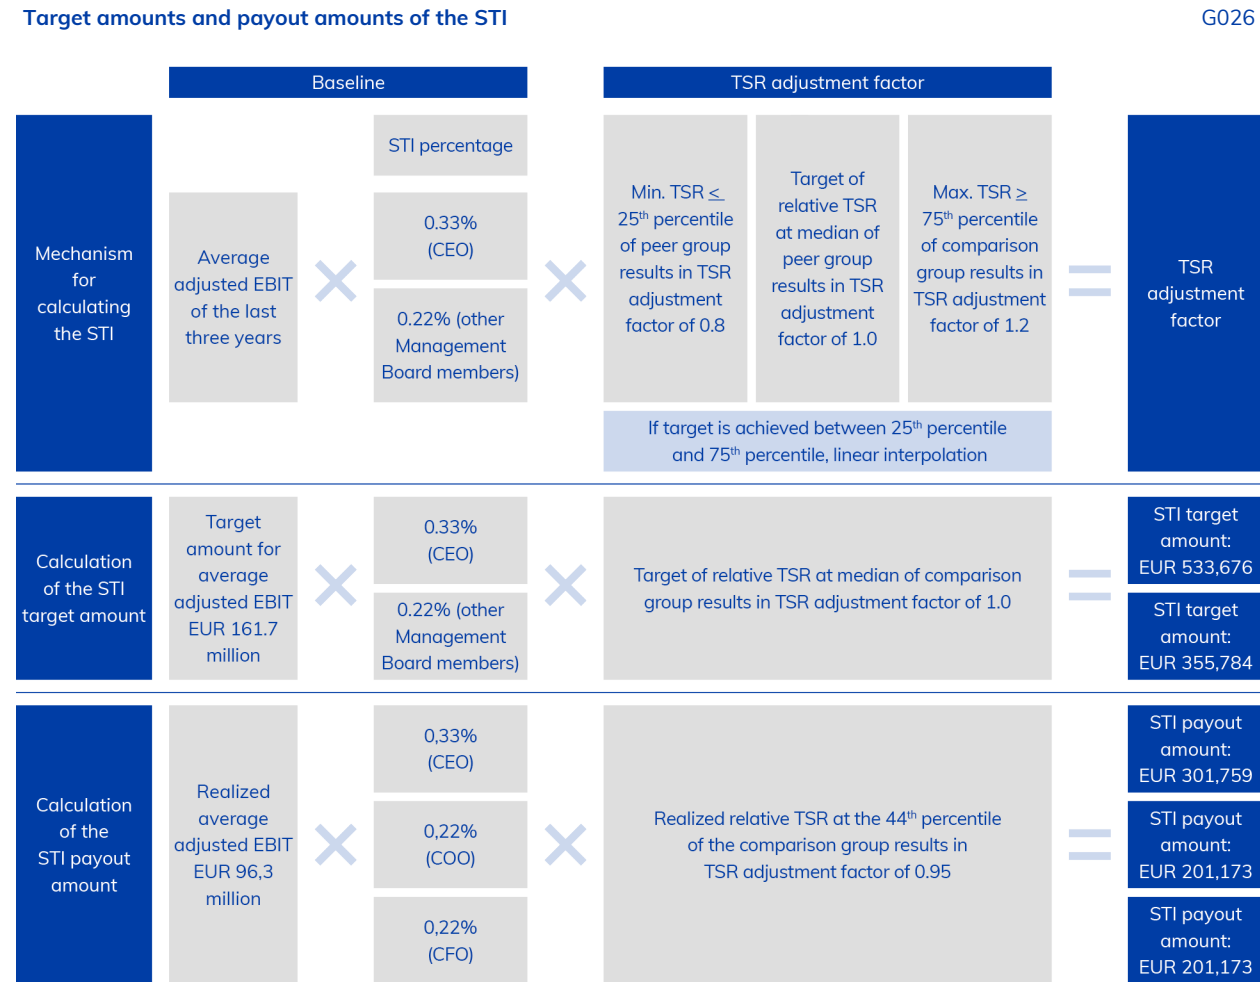 Target amounts and payout amounts of the STI
G026
Baseline
TSR adjustment factor
Mechanism
for
calculating
the STI
Average
adjusted EBIT
of the last
three years
STI percentage
0.33%
(CEO)
0.22% (other
Management
Board members)
Min. TSR ≤
25th percentile
of peer group
results in TSR
adjustment
factor of 0.8
Target of
relative TSR
at median of
peer group
results in TSR
adjustment
factor of 1.0
Max. TSR ≥
75th percentile
of comparison
group results in
TSR adjustment
factor of 1.2
If target is achieved between 25th percentile
and 75th percentile, linear interpolation
TSR
adjustment
factor
Calculation
of the STI
target amount
Target
amount for
average
adjusted EBIT
EUR 161.7
million
0.33%
(CEO)
0.22% (other
Management
Board members)
Target of relative TSR at median of comparison
group results in TSR adjustment factor of 1.0
STI target
amount:
EUR 533,676
STI target
amount:
EUR 355,784
Calculation
of the
STI payout
amount
Realized
average
adjusted EBIT
EUR 96,3
million
0,33%
(CEO)
0,22%
(COO)
0,22%
(CFO)
Realized relative TSR at the 44th percentile
of the comparison group results in
TSR adjustment factor of 0.95
STI payout
amount:
EUR 301,759
STI payout
amount:
EUR 201,173
STI payout
amount:
EUR 201,173